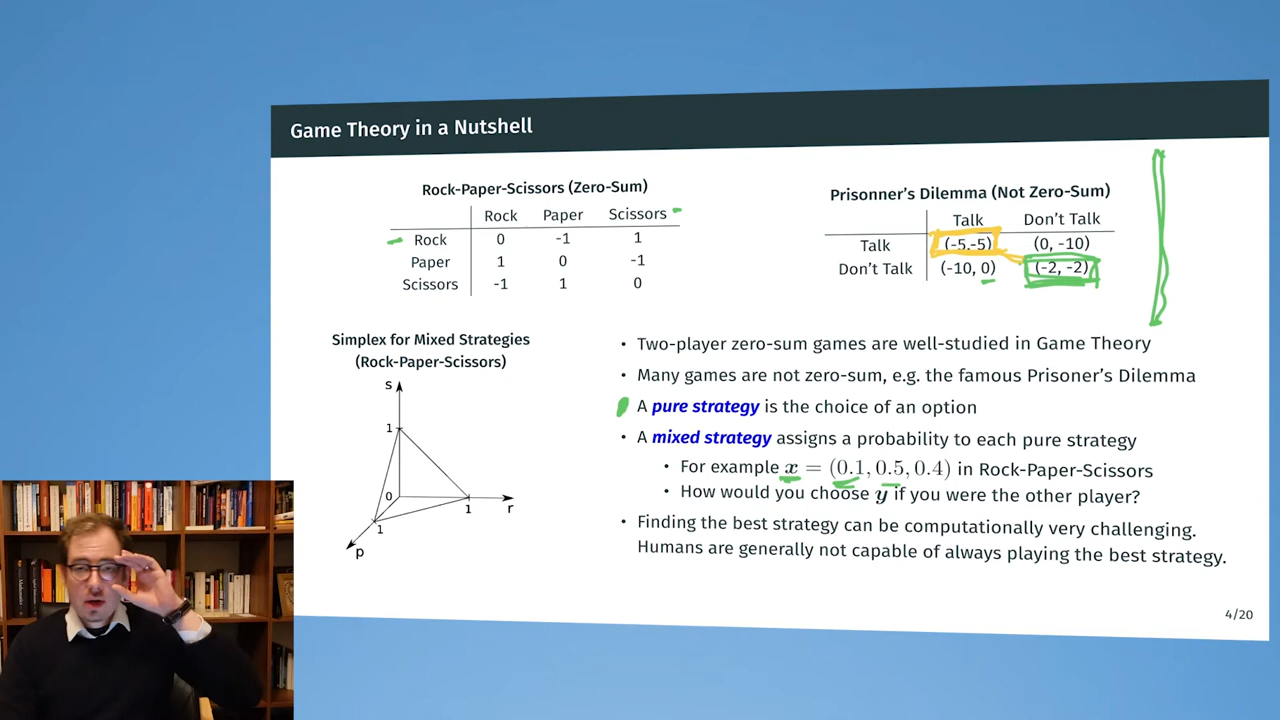 Game Theory in a Nutshell
Rock-Paper-Scissors (Zero-Sum)
Rock Paper Scissors
Rock 0 -1 1
Paper 1 0 -1
Scissors -1 1 0
Prisonner's Dilemma (Not Zero-Sum)
Talk Don't Talk
Talk (-5,-5) (0, -10)
Don't Talk (-10, 0) (-2, -2)
Simplex for Mixed Strategies
(Rock-Paper-Scissors)
s
1
0
1 r
1
p
• Two-player zero-sum games are well-studied in Game Theory
• Many games are not zero-sum, e.g. the famous Prisoner's Dilemma
• A pure strategy is the choice of an option
• A mixed strategy assigns a probability to each pure strategy
• For example x = (0.1, 0.5, 0.4) in Rock-Paper-Scissors
• How would you choose y if you were the other player?
• Finding the best strategy can be computationally very challenging.
Humans are generally not capable of always playing the best strategy.
4/20